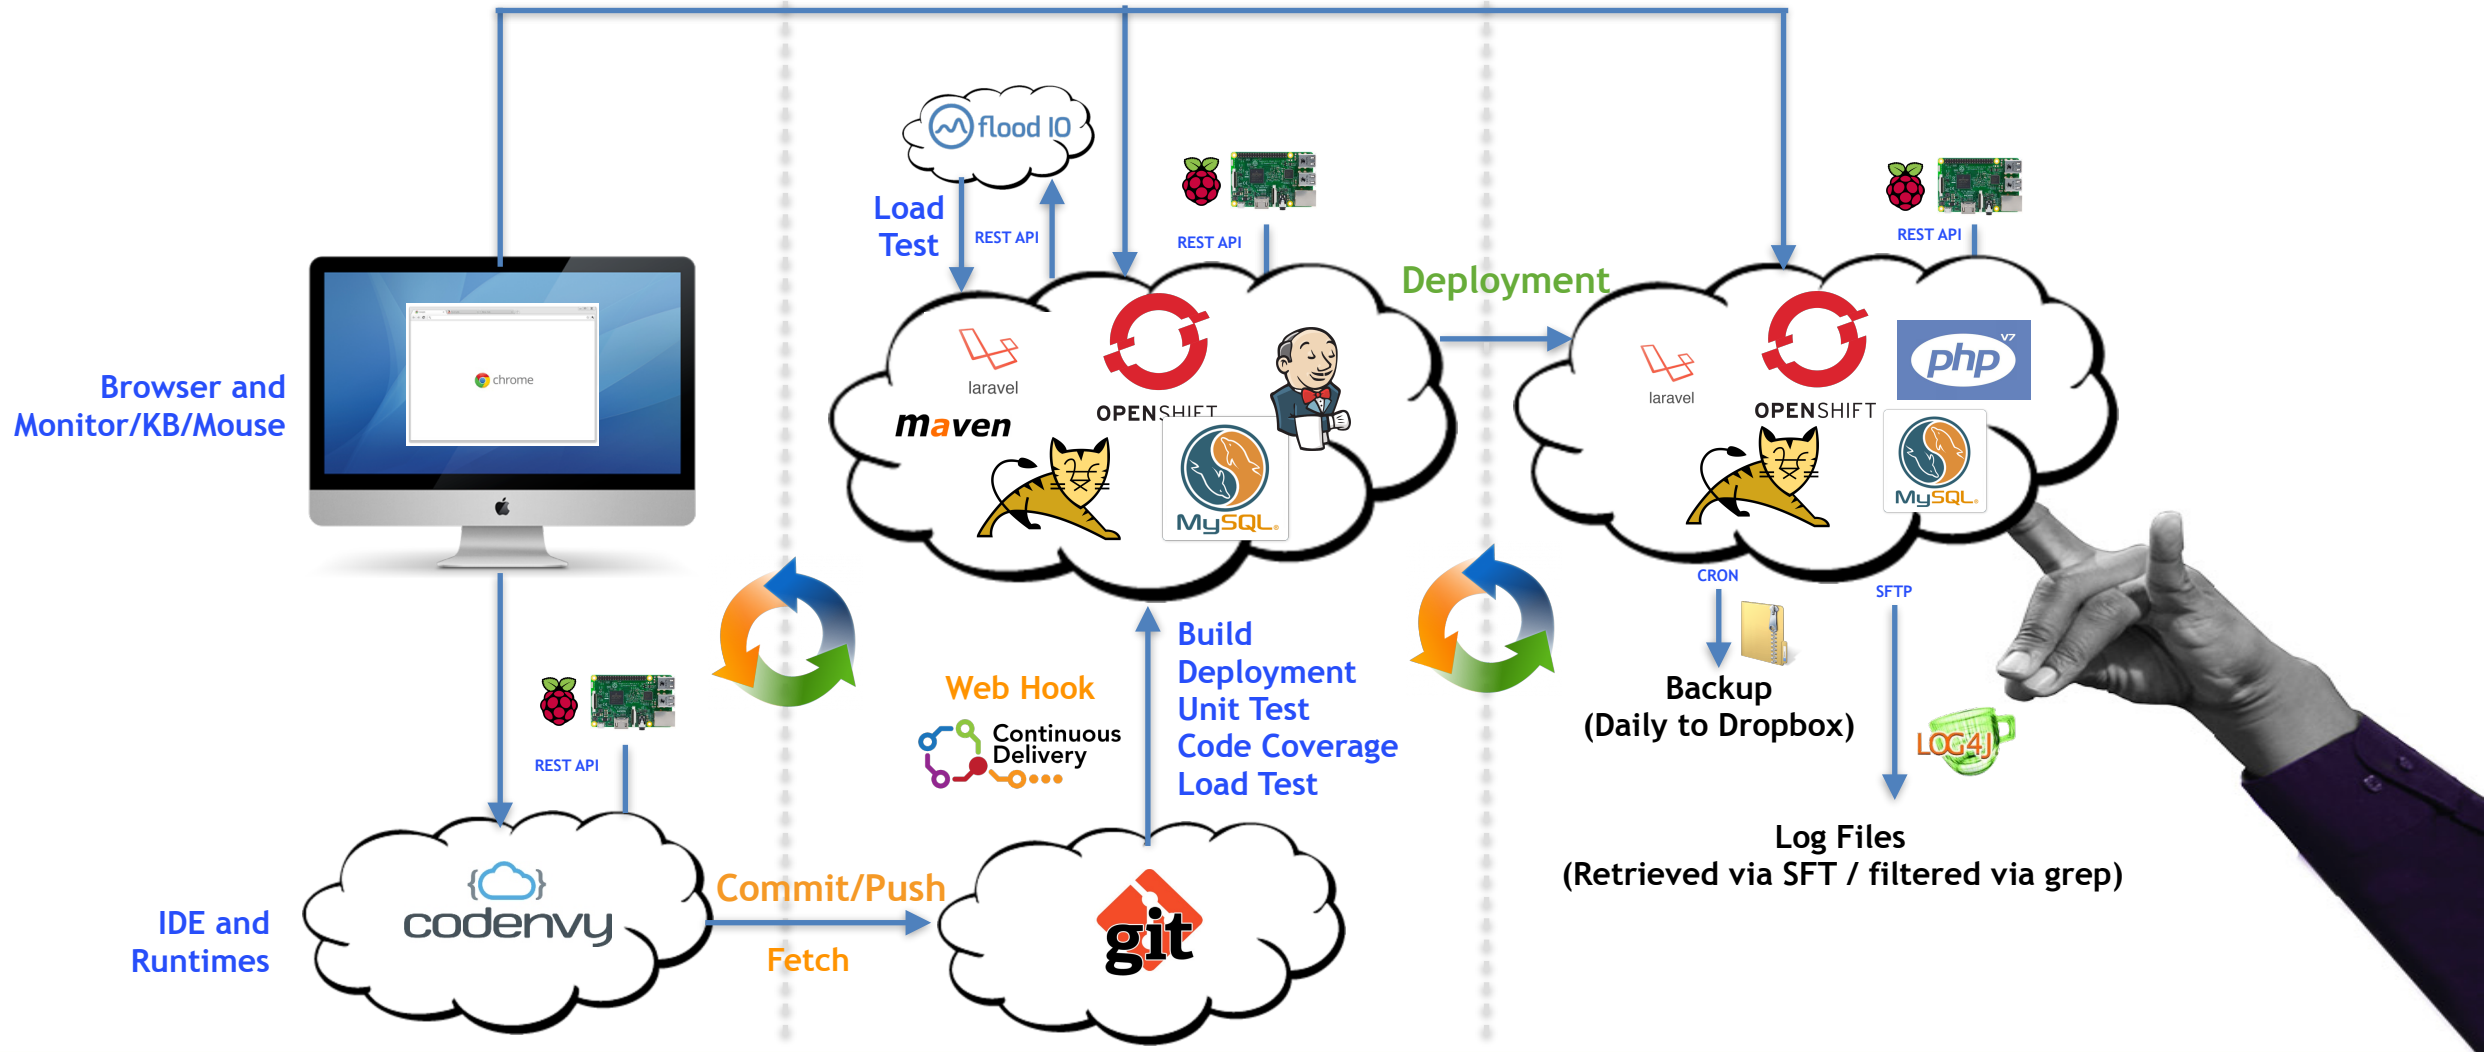 flood IO
Load
Test
REST API
REST API
REST API
Deployment
Browser and
Monitor/KB/Mouse
chrome
laravel
maven
OPENSHIFT
MySQL
laravel
OPENSHIFT
php
V7
MySQL
CRON
SFTP
Backup
(Daily to Dropbox)
LOG4J
Log Files
(Retrieved via SFT / filtered via grep)
Web Hook
Continuous
Delivery
Build
Deployment
Unit Test
Code Coverage
Load Test
REST API
IDE and
Runtimes
{ }
codenvy
Commit/Push
Fetch
git